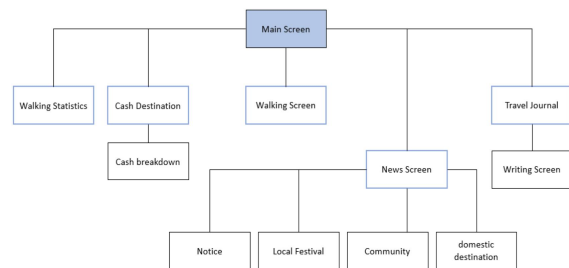 Main Screen
Walking Statistics
Cash Destination
Walking Screen
Travel Journal
Cash breakdown
News Screen
Writing Screen
Notice
Local Festival
Community
domestic
destination